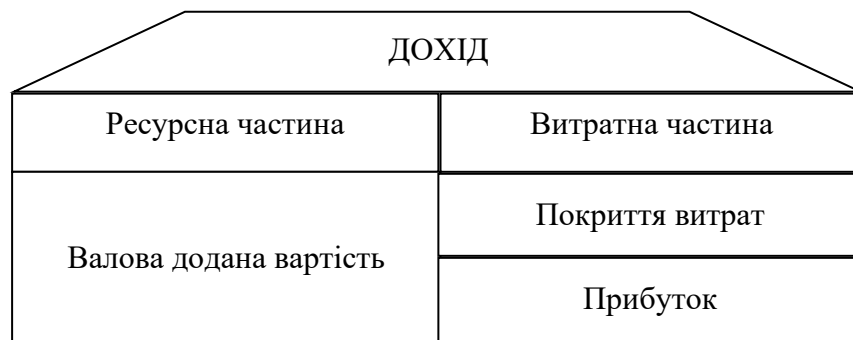 ДОХІД
Ресурсна частина
Витратна частина
Валова додана вартість
Покриття витрат
Прибуток